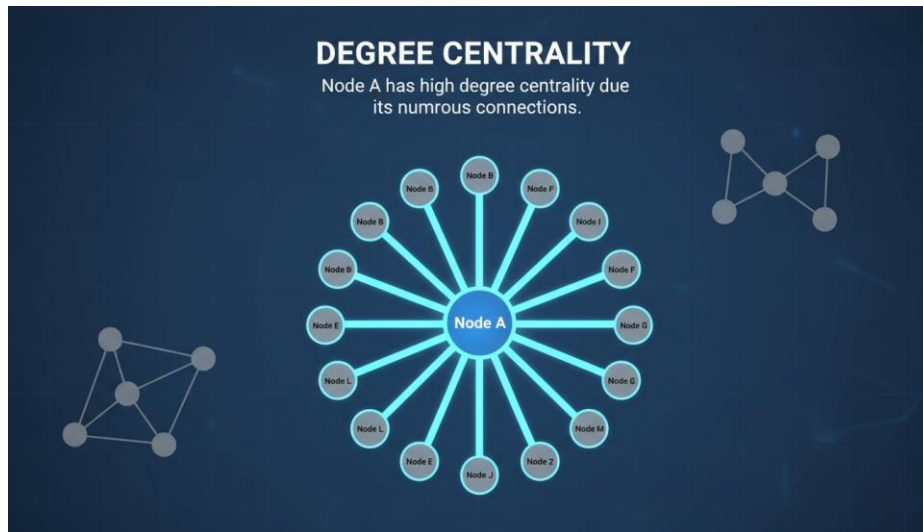 DEGREE CENTRALITY
Node A has high degree centrality due
its numrous connections.
Node B
Node B
Node F
Node B
Node I
Node B
Node F
Node E
Node A
Node G
Node L
Node G
Node L
Node M
Node E
Node Z
Node J